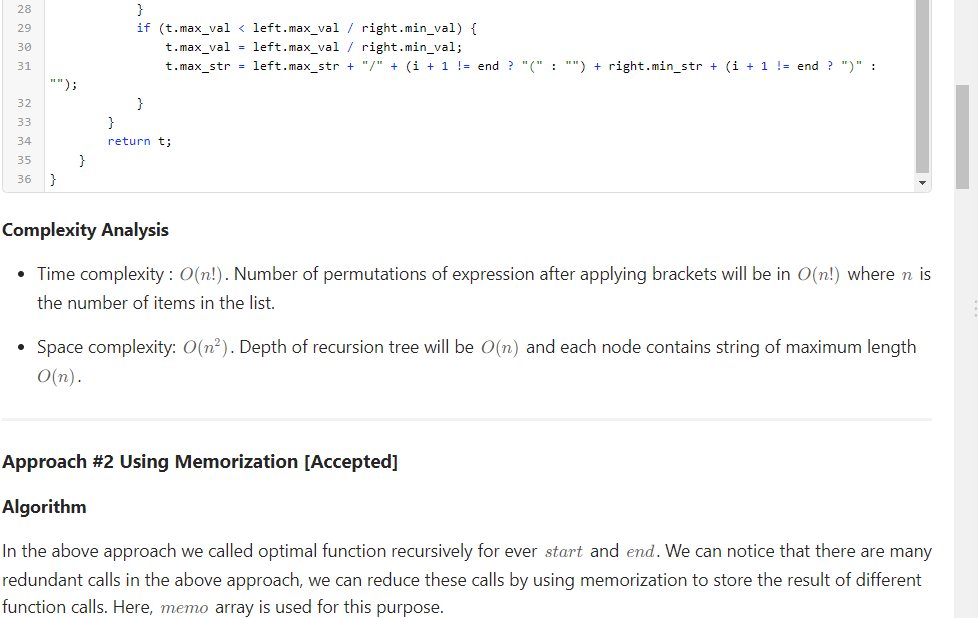 28                }
29                if (t.max_val < left.max_val / right.min_val) {
30                    t.max_val = left.max_val / right.min_val;
31                    t.max_str = left.max_str + "/" + (i + 1 != end ? "(" : "") + right.min_str + (i + 1 != end ? ")" :
"");
32                }
33            }
34            return t;
35        }
36    }
Complexity Analysis
• Time complexity : O(n!). Number of permutations of expression after applying brackets will be in O(n!) where n is
the number of items in the list.
• Space complexity: O(n²). Depth of recursion tree will be O(n) and each node contains string of maximum length
O(n).
Approach #2 Using Memorization [Accepted]
Algorithm
In the above approach we called optimal function recursively for ever start and end. We can notice that there are many
redundant calls in the above approach, we can reduce these calls by using memorization to store the result of different
function calls. Here, memo array is used for this purpose.